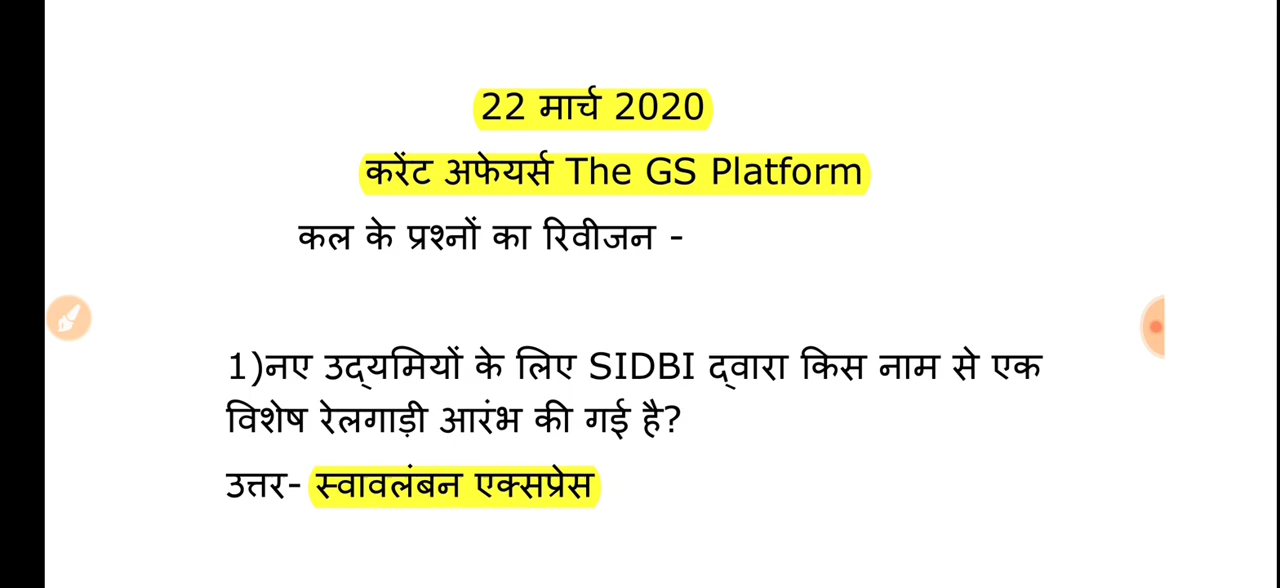 22 मार्च 2020
करेंट अफेयर्स The GS Platform
कल के प्रश्नों का रिवीजन -
1)नए उद्यमियों के लिए SIDBI द्वारा किस नाम से एक
विशेष रेलगाड़ी आरंभ की गई है?
उत्तर- स्वावलंबन एक्सप्रेस